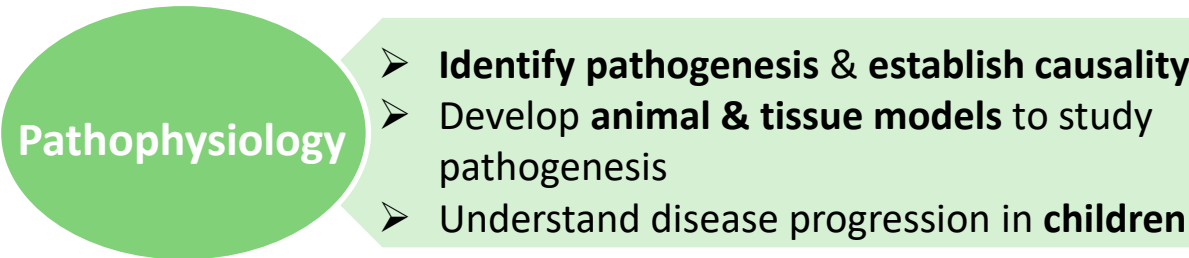 Pathophysiology
➢ Identify pathogenesis & establish causality
➢ Develop animal & tissue models to study
pathogenesis
➢ Understand disease progression in children